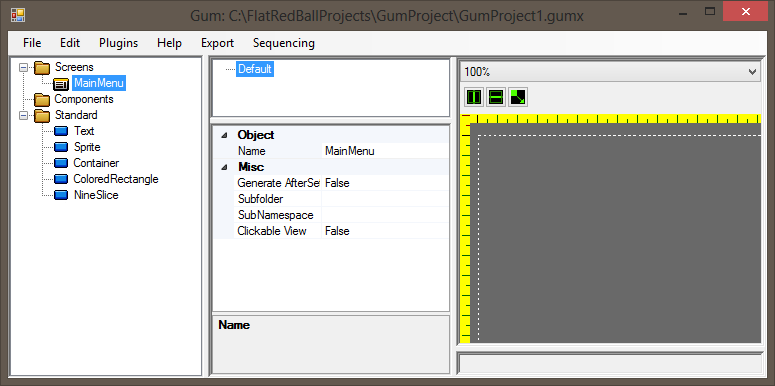 Gum: C:\FlatRedBallProjects\GumProject\GumProject1.gumx
File Edit Plugins Help Export Sequencing
Screens
MainMenu
Components
Standard
Text
Sprite
Container
ColoredRectangle
NineSlice
Default
Object
Name MainMenu
Misc
Generate AfterSet False
Subfolder
SubNamespace
Clickable View False
Name
100%